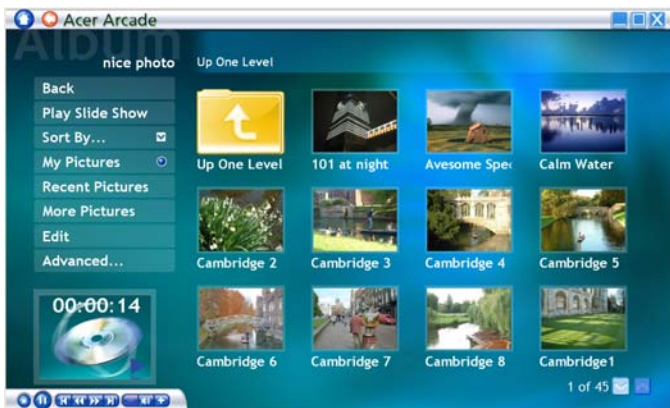 Acer Arcade
Album
nice photo
Up One Level
Back
Play Slide Show
Sort By...
My Pictures
Recent Pictures
More Pictures
Edit
Advanced...
00:00:14
Up One Level
101 at night
Avesome Spec
Calm Water
Cambridge 2
Cambridge 3
Cambridge 4
Cambridge 5
Cambridge 6
Cambridge 7
Cambridge 8
Cambridge1
1 of 45